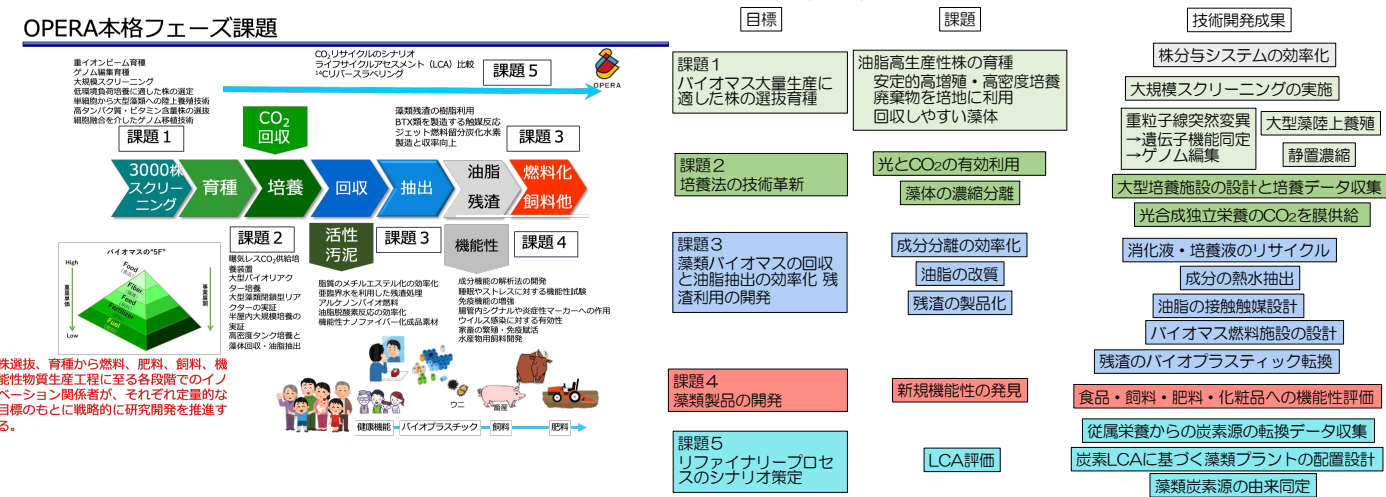 OPERA本格フェーズ課題
重イオンビーム育種
ゲノム編集育種
大規模スクリーニング
低環境負荷培養に適した株の選定
単細胞から大型藻類への陸上養殖技術
高タンパク質・ビタミン含量株の選抜
細胞融合を介したゲノム移植技術
課題1
CO₂リサイクルのシナリオ
ライフサイクルアセスメント（LCA）比較
¹⁴Cリバースラベリング
課題5
OPERA
CO₂
回収
藻類残渣の樹脂利用
BTX類を製造する触媒反応
ジェット燃料留分炭化水素
製造と収率向上
課題3
3000株
スクリー
ニング
育種
培養
回収
抽出
油脂
残渣
燃料化
飼料他
バイオマスの"5F"
High
Low
重量単価
事業展開
Food
Fiber
Feed
Fertilizer
Fuel
課題2
曝気レスCO₂供給培
養装置
大型バイオリアク
ター培養
大型藻類閉鎖型リア
クターの実証
半屋内大規模培養の
実証
高密度タンク培養と
藻体回収・油脂抽出
活性
汚泥
課題3
脂質のメチルエステル化の効率化
亜臨界水を利用した残渣処理
アルケノンバイオ燃料
油脂脱酸素反応の効率化
機能性ナノファイバー化成品素材
機能性
課題4
成分機能の解析法の開発
睡眠やストレスに対する機能性試験
免疫機能の増強
腸管内シグナルや炎症性マーカーへの作用
ウイルス感染に対する有効性
家畜の繁殖・免疫賦活
水産物用飼料開発
株選抜、育種から燃料、肥料、飼料、機
能性物質生産工程に至る各段階でのイノ
ベーション関係者が、それぞれ定量的な
目標のもとに戦略的に研究開発を推進す
る。
ウニ
畜産
健康機能
バイオプラスチック
飼料
肥料
目標
課題
技術開発成果
課題1
バイオマス大量生産に
適した株の選抜育種
油脂高生産性株の育種
安定的高増殖・高密度培養
廃棄物を培地に利用
回収しやすい藻体
株分与システムの効率化
大規模スクリーニングの実施
重粒子線突然変異
→遺伝子機能同定
→ゲノム編集
大型藻陸上養殖
静置濃縮
課題2
培養法の技術革新
光とCO2の有効利用
藻体の濃縮分離
大型培養施設の設計と培養データ収集
光合成独立栄養のCO2を膜供給
課題3
藻類バイオマスの回収
と油脂抽出の効率化 残
渣利用の開発
成分分離の効率化
油脂の改質
残渣の製品化
消化液・培養液のリサイクル
成分の熱水抽出
油脂の接触触媒設計
バイオマス燃料施設の設計
残渣のバイオプラスティック転換
課題4
藻類製品の開発
新規機能性の発見
食品・飼料・肥料・化粧品への機能性評価
課題5
リファイナリープロセ
スのシナリオ策定
LCA評価
従属栄養からの炭素源の転換データ収集
炭素LCAに基づく藻類プラントの配置設計
藻類炭素源の由来同定